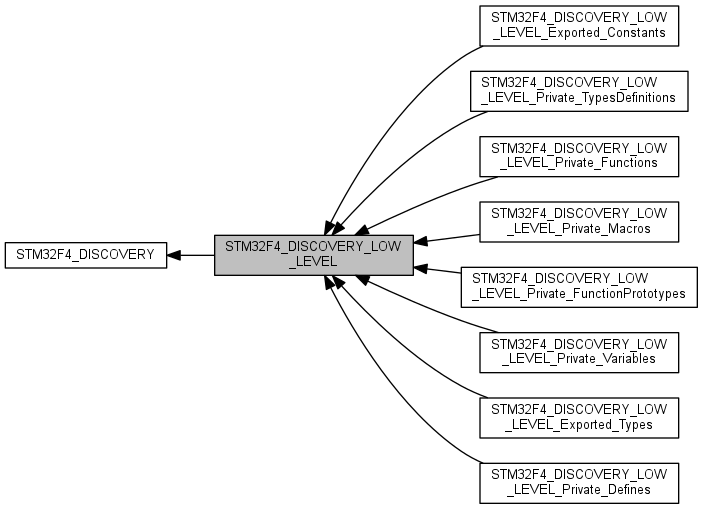 STM32F4_DISCOVERY_LOW
_LEVEL_Exported_Constants
STM32F4_DISCOVERY_LOW
_LEVEL_Private_TypesDefinitions
STM32F4_DISCOVERY_LOW
_LEVEL_Private_Functions
STM32F4_DISCOVERY_LOW
_LEVEL_Private_Macros
STM32F4_DISCOVERY
STM32F4_DISCOVERY_LOW
_LEVEL
STM32F4_DISCOVERY_LOW
_LEVEL_Private_FunctionPrototypes
STM32F4_DISCOVERY_LOW
_LEVEL_Private_Variables
STM32F4_DISCOVERY_LOW
_LEVEL_Exported_Types
STM32F4_DISCOVERY_LOW
_LEVEL_Private_Defines